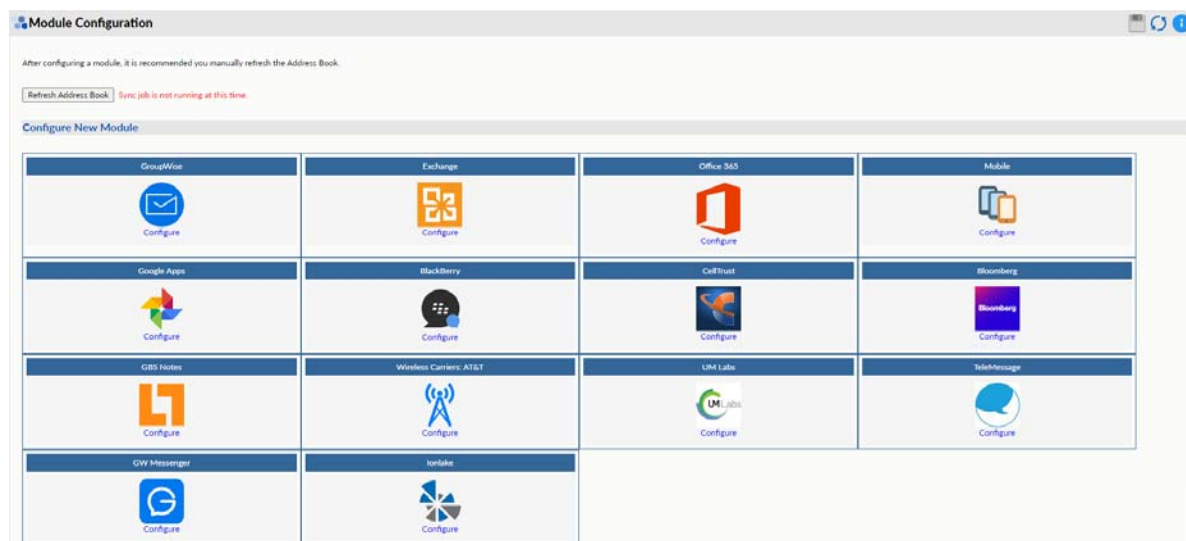 Module Configuration
After configuring a module, it is recommended you manually refresh the Address Book.
Refresh Address Book Sync job is not running at this time.
Configure New Module
GroupWise Exchange Office 365 Mobile
Configure Configure Configure Configure
Google Apps BlackBerry CellTrust Bloomberg
Bloomberg
Configure Configure Configure Configure
GBS Notes Wireless Carriers: AT&T UM Labs TeleMessage
UM Labs
Configure Configure Configure Configure
GW Messenger Ionlake
Configure Configure